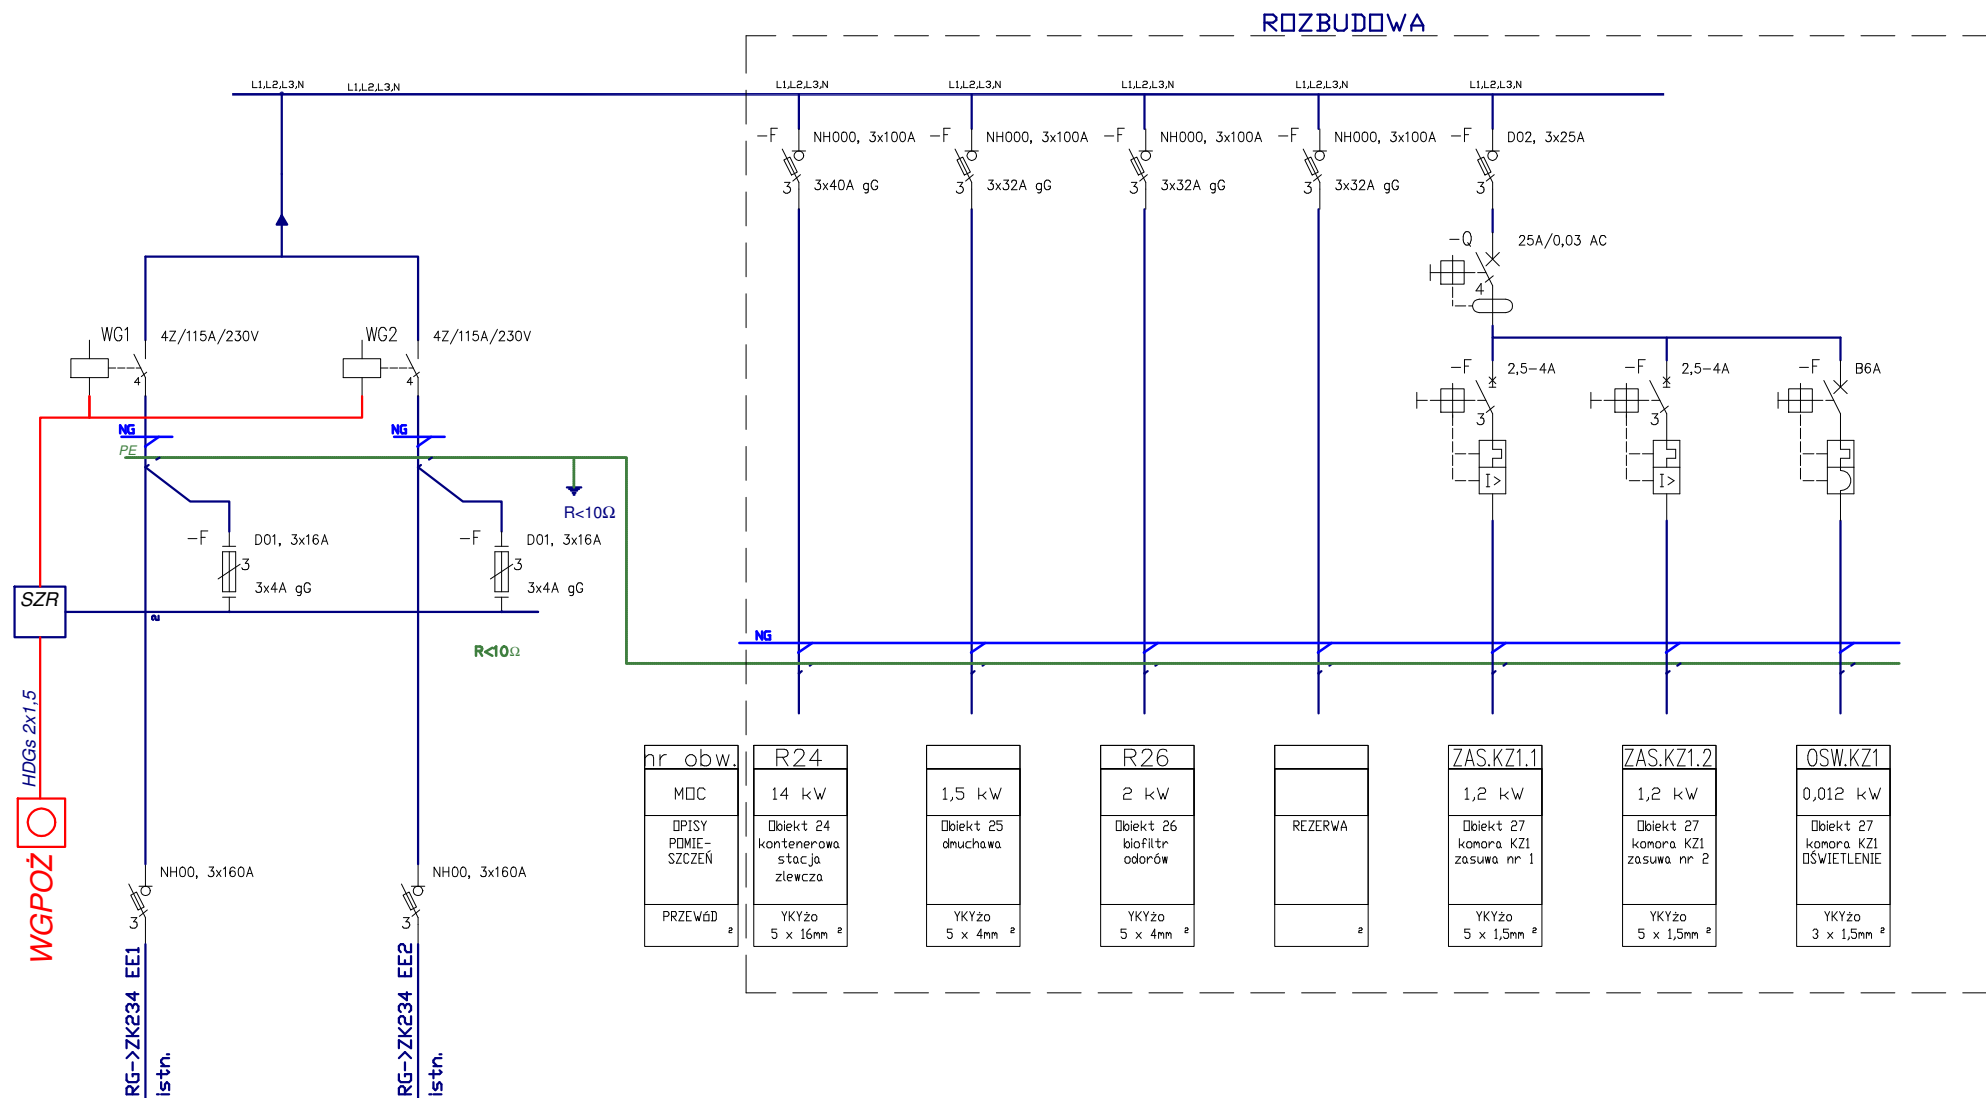 ROZBUDOWA
L1,L2,L3,N
L1,L2,L3,N
L1,L2,L3,N
L1,L2,L3,N
L1,L2,L3,N
L1,L2,L3,N
L1,L2,L3,N
-F NH000, 3x100A
3 3x40A gG
-F NH000, 3x100A
3 3x32A gG
-F NH000, 3x100A
3 3x32A gG
-F NH000, 3x100A
3 3x32A gG
-F D02, 3x25A
3
-Q 25A/0,03 AC
4
WG1 4Z/115A/230V
4
WG2 4Z/115A/230V
4
-F 2,5-4A
3
I>
-F 2,5-4A
3
I>
-F B6A
NG
NG
PE
R<10Ω
-F D01, 3x16A
3
3x4A gG
-F D01, 3x16A
3
3x4A gG
SZR
2
NG
R<10Ω
HDGs 2x1,5
WGPOŻ
NH00, 3x160A
3
NH00, 3x160A
3
RG->ZK234 EE1
istn.
RG->ZK234 EE2
istn.
nr obw.
MOC
OPISY
POMIE-
SZCZEŃ
PRZEWÓD
2
R24
14 kW
Obiekt 24
kontenerowa
stacja
zlewcza
YKYżo
5 x 16mm ²
1,5 kW
Obiekt 25
dmuchawa
YKYżo
5 x 4mm ²
R26
2 kW
Obiekt 26
biofiltr
odorów
YKYżo
5 x 4mm ²
REZERWA
2
ZAS.KZ1.1
1,2 kW
Obiekt 27
komora KZ1
zasuwa nr 1
YKYżo
5 x 1,5mm ²
ZAS.KZ1.2
1,2 kW
Obiekt 27
komora KZ1
zasuwa nr 2
YKYżo
5 x 1,5mm ²
OSW.KZ1
0,012 kW
Obiekt 27
komora KZ1
OŚWIETLENIE
YKYżo
3 x 1,5mm ²